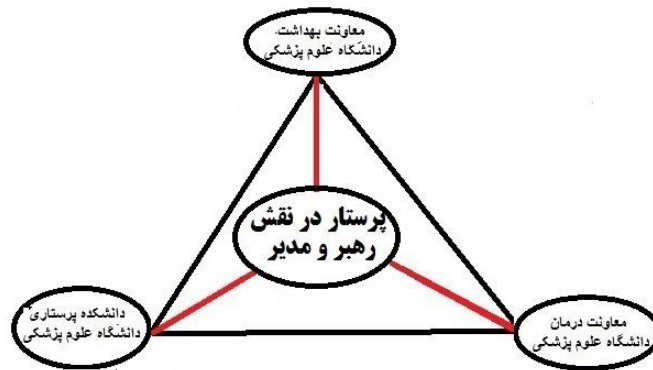 معاونت بهداشت
دانشگاه علوم پزشکی
پرستار در نقش
رهبر و مدیر
دانشکده پرستاری
دانشگاه علوم پزشکی
معاونت درمان
دانشگاه علوم پزشکی